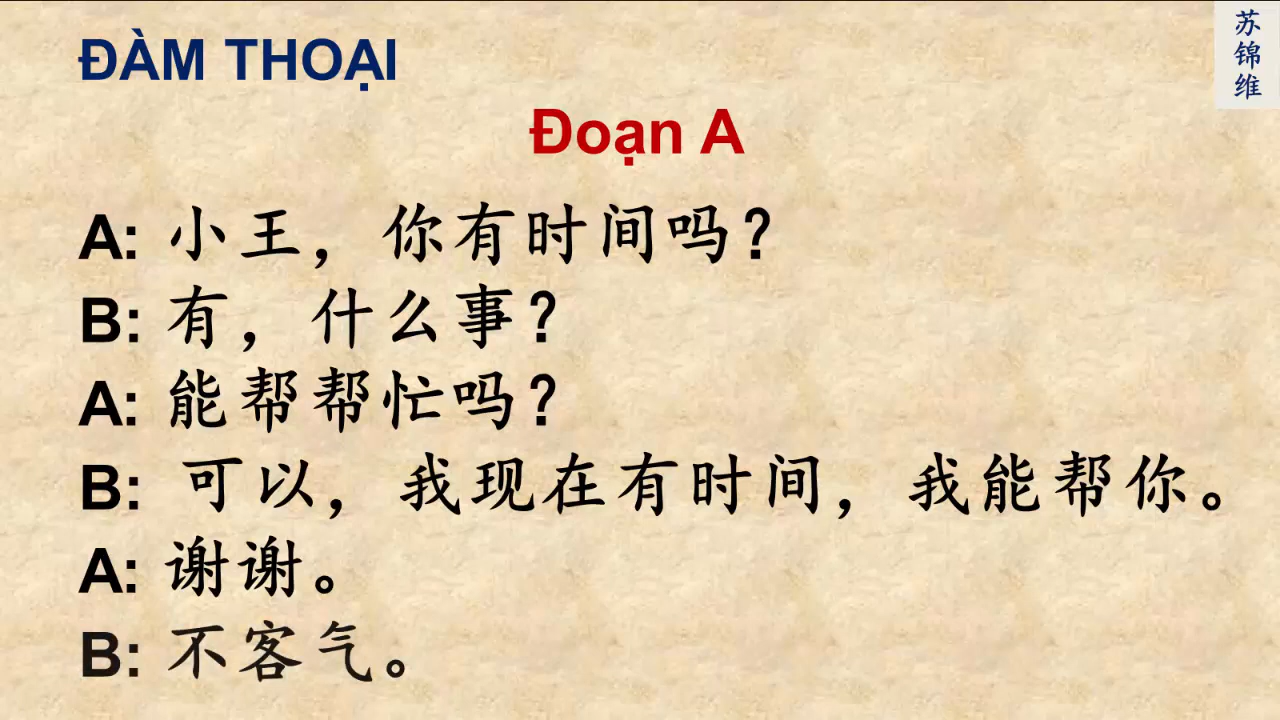 ĐÀM THOẠI
苏锦维
Đoạn A
A: 小王，你有时间吗？
B: 有，什么事？
A: 能帮帮忙吗？
B: 可以，我现在有时间，我能帮你。
A: 谢谢。
B: 不客气。